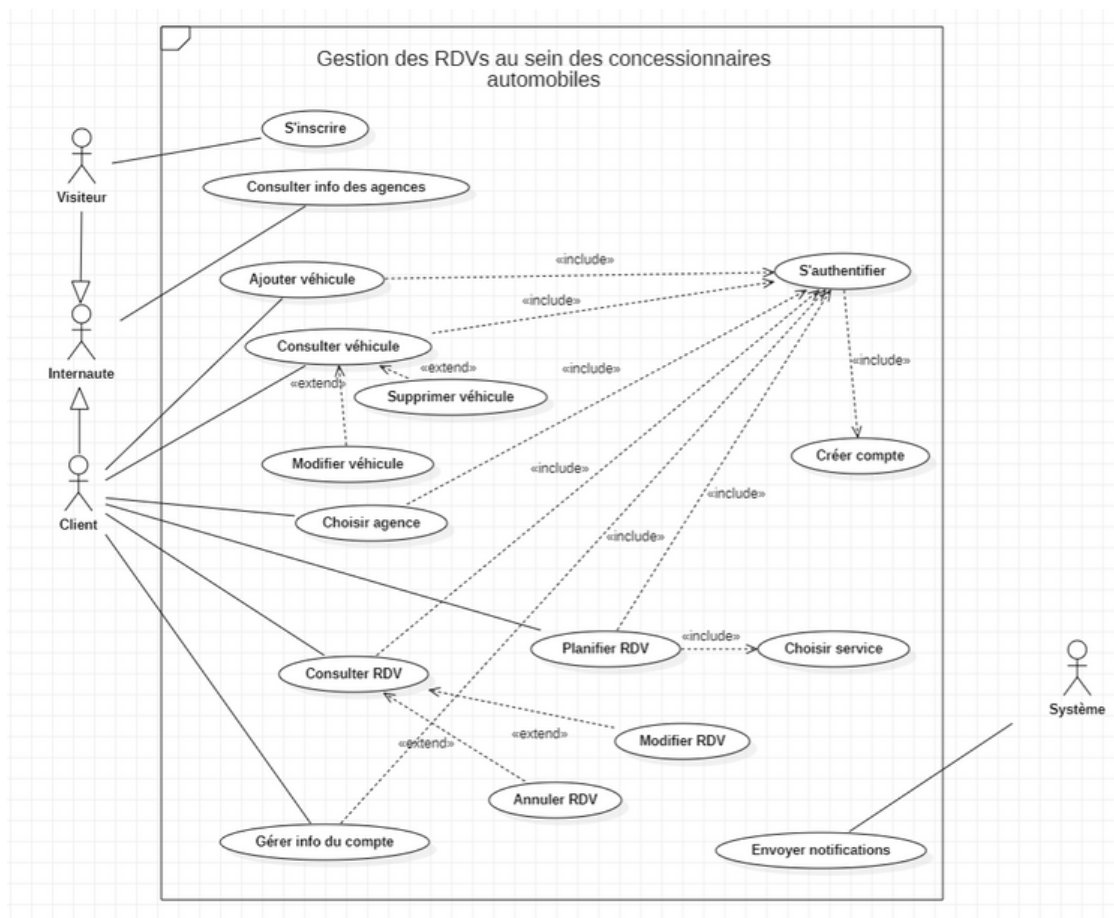 Gestion des RDVs au sein des concessionnaires
automobiles
S'inscrire
Visiteur
Consulter info des agences
«include»
S'authentifier
Ajouter véhicule
«include»
Internaute
Consulter véhicule
«include»
«extend»
«include»
«extend»
Supprimer véhicule
Créer compte
Modifier véhicule
«include»
«include»
Client
Choisir agence
«include»
Planifier RDV
«include»
Choisir service
Consulter RDV
Système
«extend»
«extend»
Modifier RDV
Annuler RDV
Gérer info du compte
Envoyer notifications